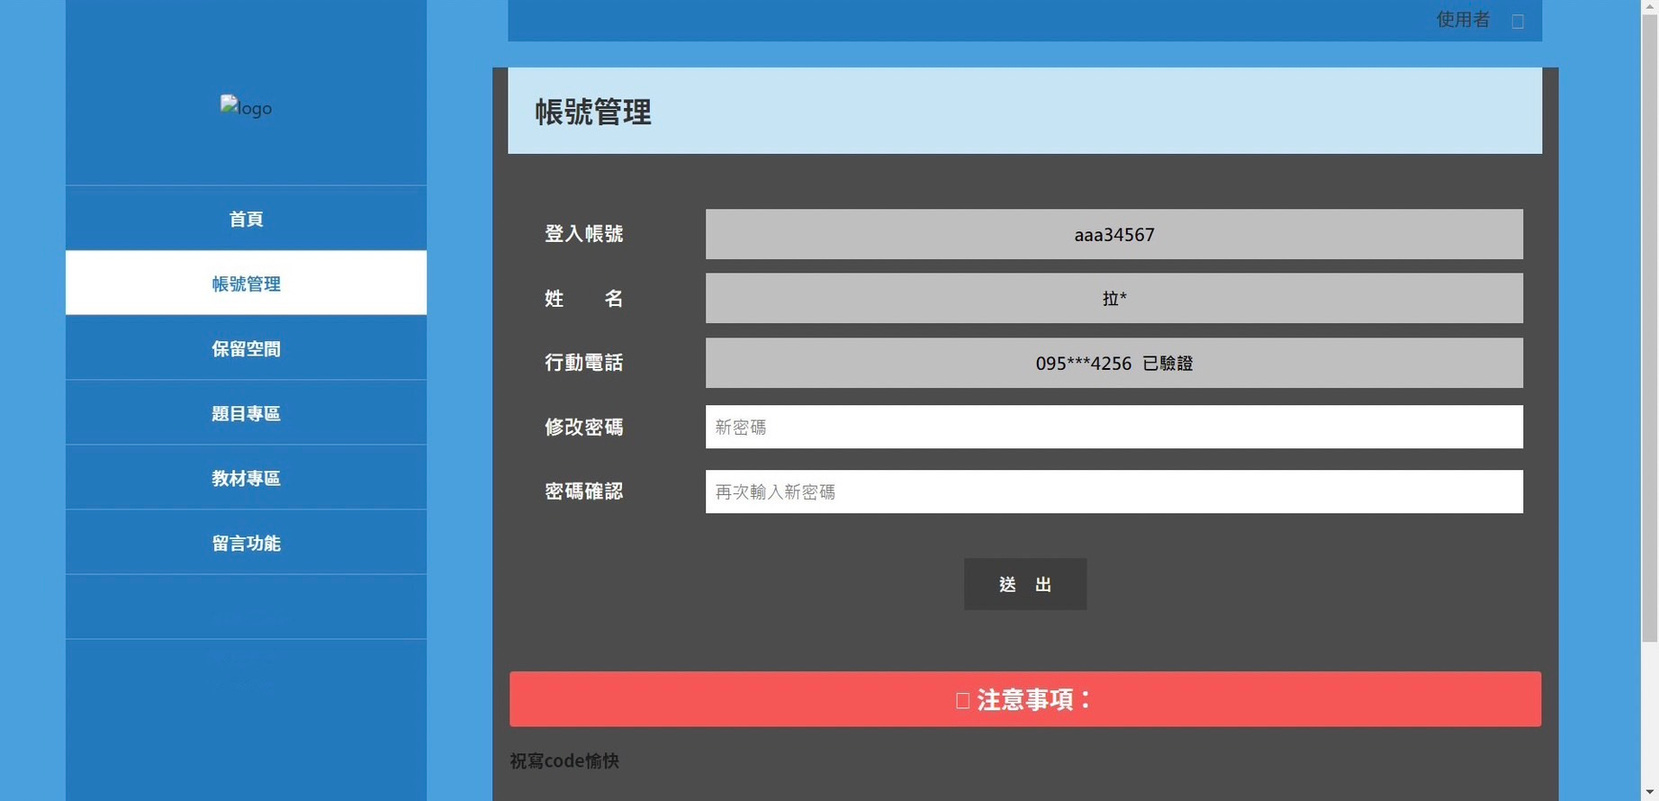 使用者
logo
首頁
帳號管理
保留空間
題目專區
教材專區
留言功能
帳號管理
登入帳號 aaa34567
姓 名 拉*
行動電話 095***4256 已驗證
修改密碼 新密碼
密碼確認 再次輸入新密碼
送 出
注意事項：
祝寫code愉快